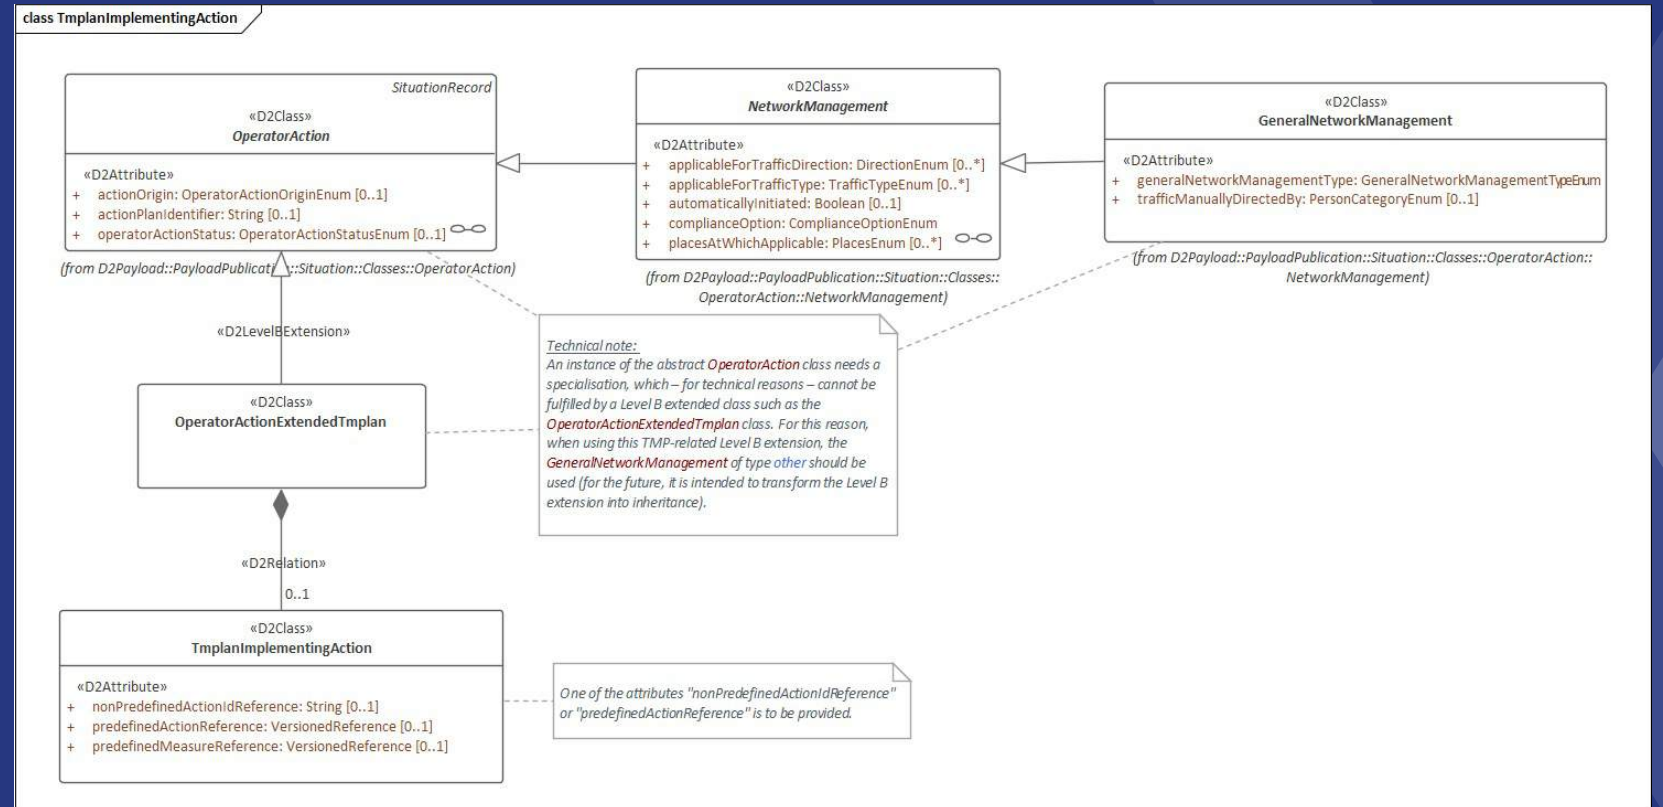 class TmplanImplementingAction
SituationRecord
«D2Class»
OperatorAction
«D2Attribute»
+ actionOrigin: OperatorActionOriginEnum [0..1]
+ actionPlanIdentifier: String [0..1]
+ operatorActionStatus: OperatorActionStatusEnum [0..1]
(from D2Payload::PayloadPublication::Situation::Classes::OperatorAction)
«D2Class»
NetworkManagement
«D2Attribute»
+ applicableForTrafficDirection: DirectionEnum [0..*]
+ applicableForTrafficType: TrafficTypeEnum [0..*]
+ automaticallyInitiated: Boolean [0..1]
+ complianceOption: ComplianceOptionEnum
+ placesAtWhichApplicable: PlacesEnum [0..*]
(from D2Payload::PayloadPublication::Situation::Classes::
OperatorAction::NetworkManagement)
«D2Class»
GeneralNetworkManagement
«D2Attribute»
+ generalNetworkManagementType: GeneralNetworkManagementTypeEnum
+ trafficManuallyDirectedBy: PersonCategoryEnum [0..1]
(from D2Payload::PayloadPublication::Situation::Classes::OperatorAction::
NetworkManagement)
«D2LevelBExtension»
«D2Class»
OperatorActionExtendedTmplan
Technical note:
An instance of the abstract OperatorAction class needs a
specialisation, which – for technical reasons – cannot be
fulfilled by a Level B extended class such as the
OperatorActionExtendedTmplan class. For this reason,
when using this TMP-related Level B extension, the
GeneralNetworkManagement of type other should be
used (for the future, it is intended to transform the Level B
extension into inheritance).
«D2Relation»
0..1
«D2Class»
TmplanImplementingAction
«D2Attribute»
+ nonPredefinedActionIdReference: String [0..1]
+ predefinedActionReference: VersionedReference [0..1]
+ predefinedMeasureReference: VersionedReference [0..1]
One of the attributes "nonPredefinedActionIdReference"
or "predefinedActionReference" is to be provided.